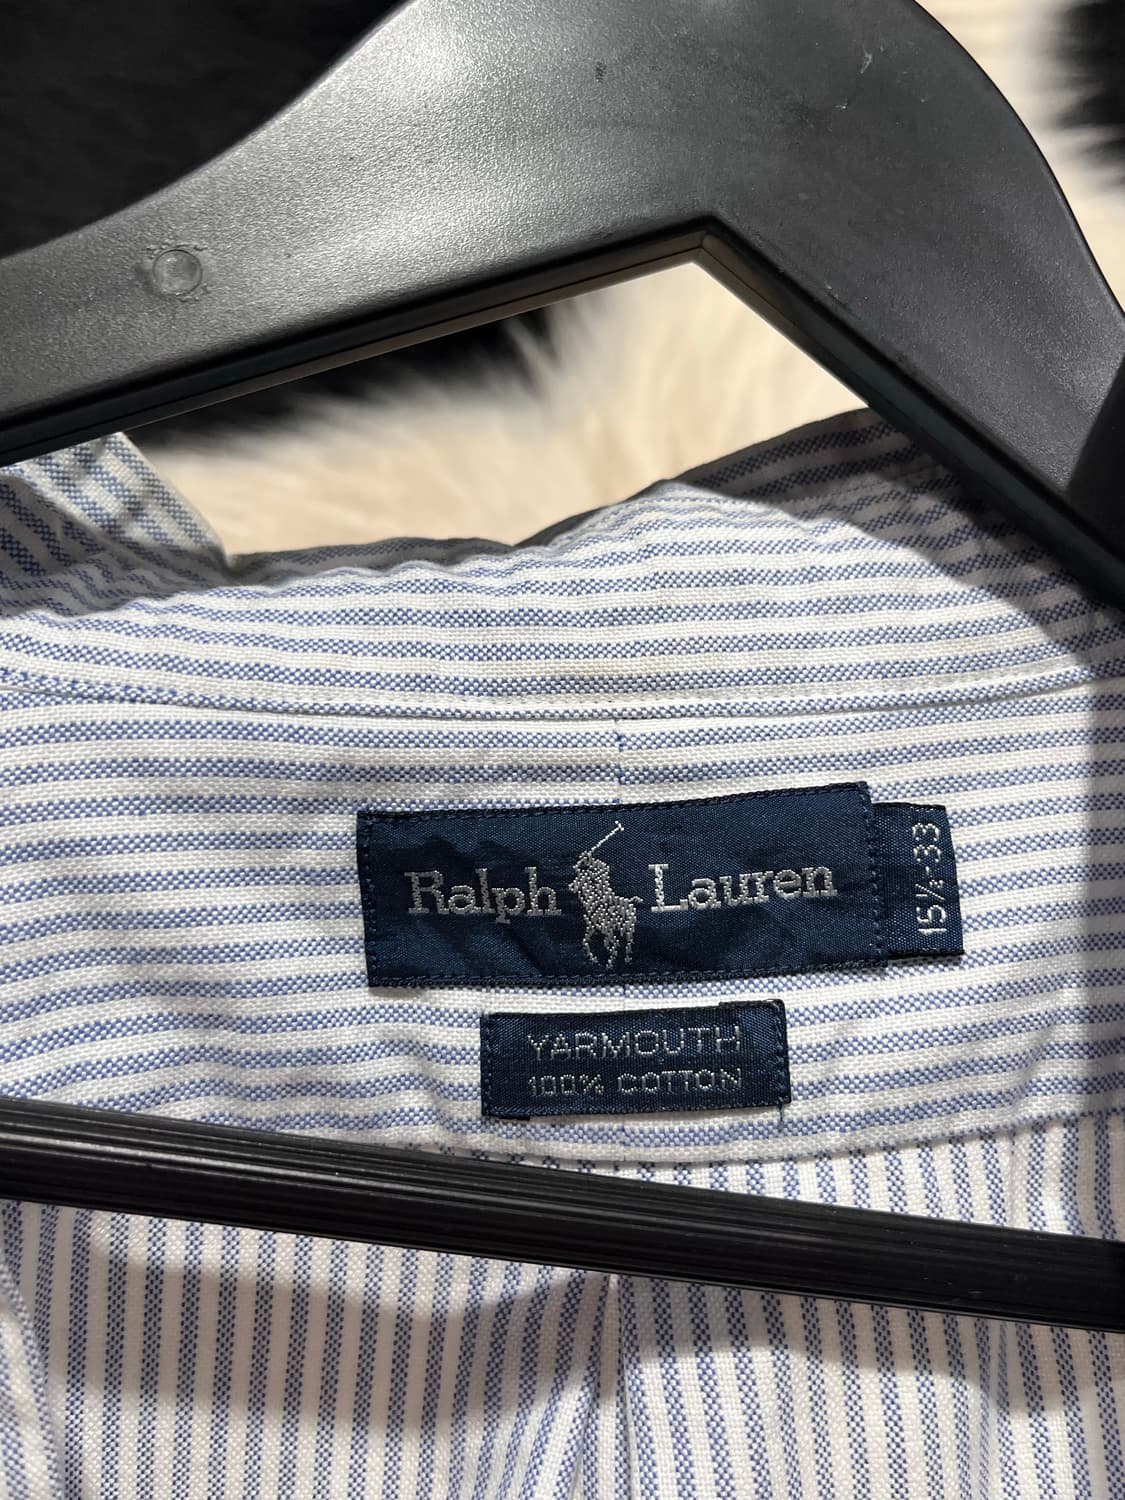 Ralph Lauren
15½-33
YARMOUTH
100% COTTON